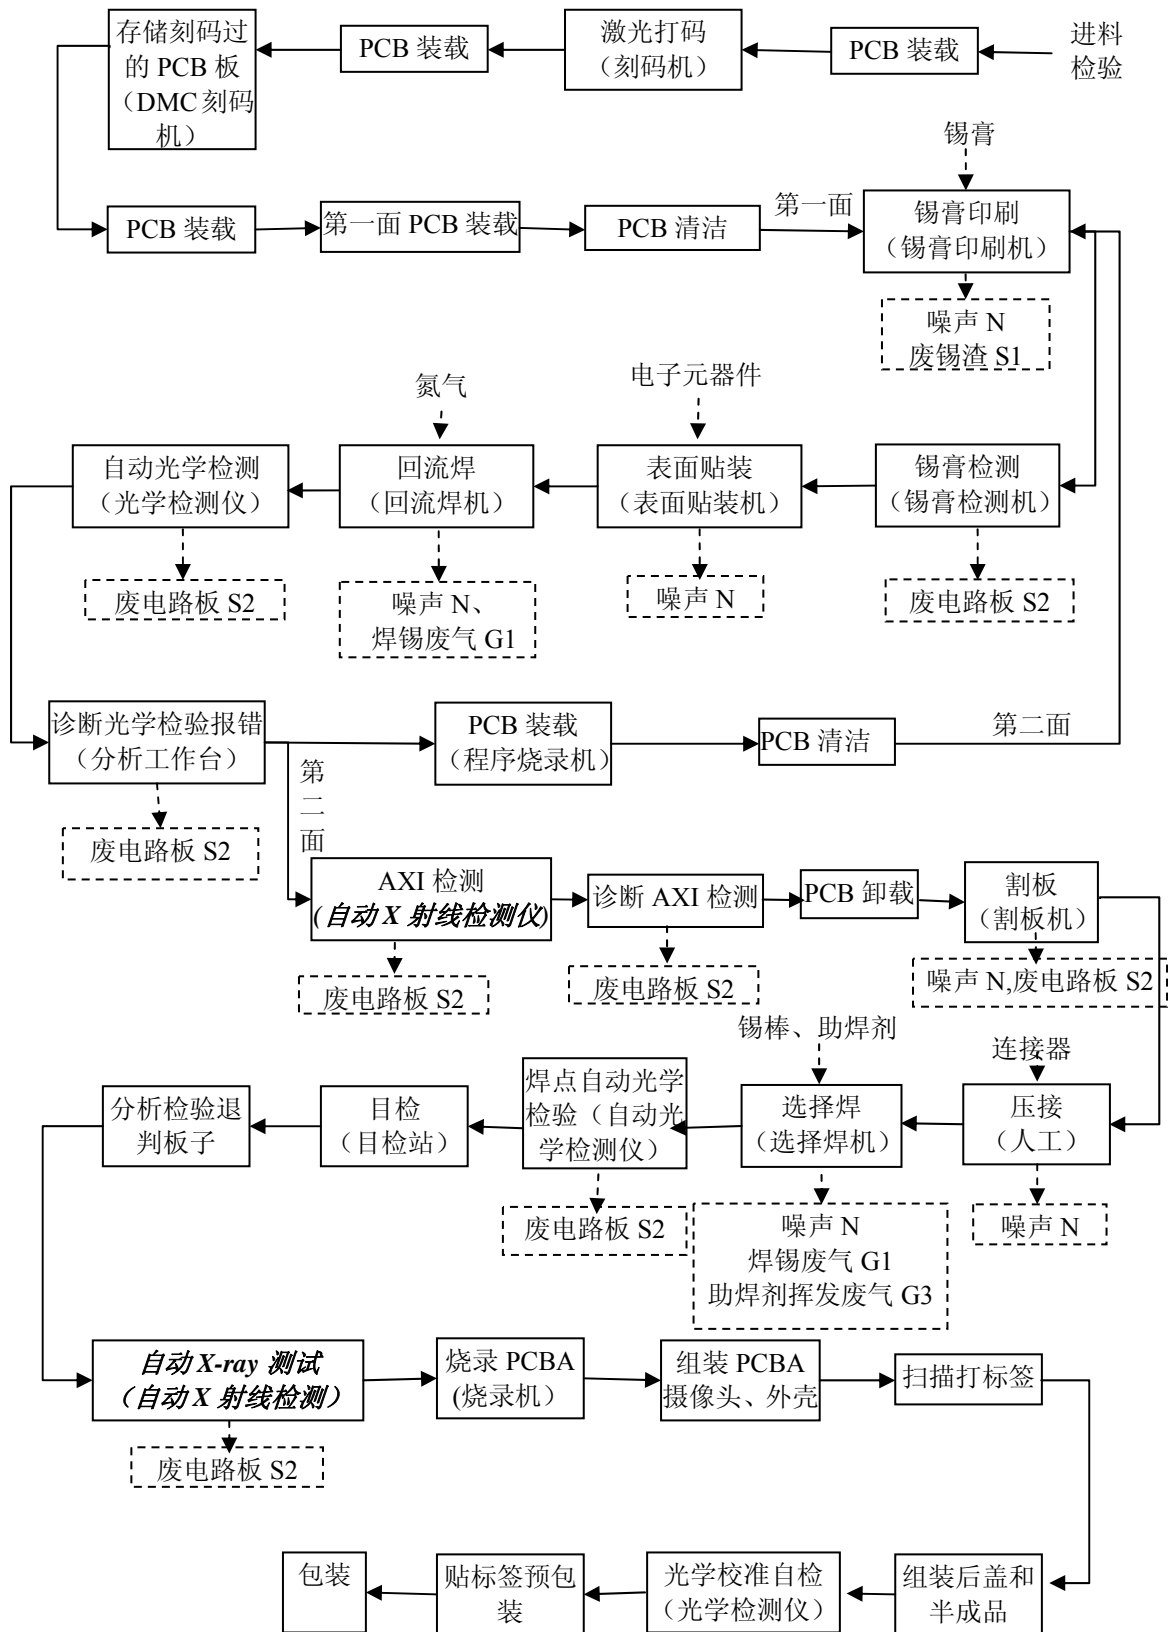 存储刻码过
的 PCB 板
（DMC 刻码
机）
PCB 装载
激光打码
（刻码机）
PCB 装载
进料
检验
锡膏
PCB 装载
第一面 PCB 装载
PCB 清洁
第一面
锡膏印刷
（锡膏印刷机）
噪声 N
废锡渣 S1
氮气
电子元器件
自动光学检测
（光学检测仪）
回流焊
（回流焊机）
表面贴装
（表面贴装机）
锡膏检测
（锡膏检测机）
废电路板 S2
噪声 N、
焊锡废气 G1
噪声 N
废电路板 S2
诊断光学检验报错
（分析工作台）
PCB 装载
（程序烧录机）
PCB 清洁
第二面
第
二
面
废电路板 S2
AXI 检测
(自动 X 射线检测仪)
诊断 AXI 检测
PCB 卸载
割板
（割板机）
废电路板 S2
废电路板 S2
噪声 N,废电路板 S2
锡棒、助焊剂
连接器
分析检验退
判板子
目检
（目检站）
焊点自动光学
检验（自动光
学检测仪）
选择焊
（选择焊机）
压接
（人工）
废电路板 S2
噪声 N
焊锡废气 G1
助焊剂挥发废气 G3
噪声 N
自动 X-ray 测试
（自动 X 射线检测）
烧录 PCBA
(烧录机）
组装 PCBA
摄像头、外壳
扫描打标签
废电路板 S2
包装
贴标签预包
装
光学校准自检
（光学检测仪）
组装后盖和
半成品